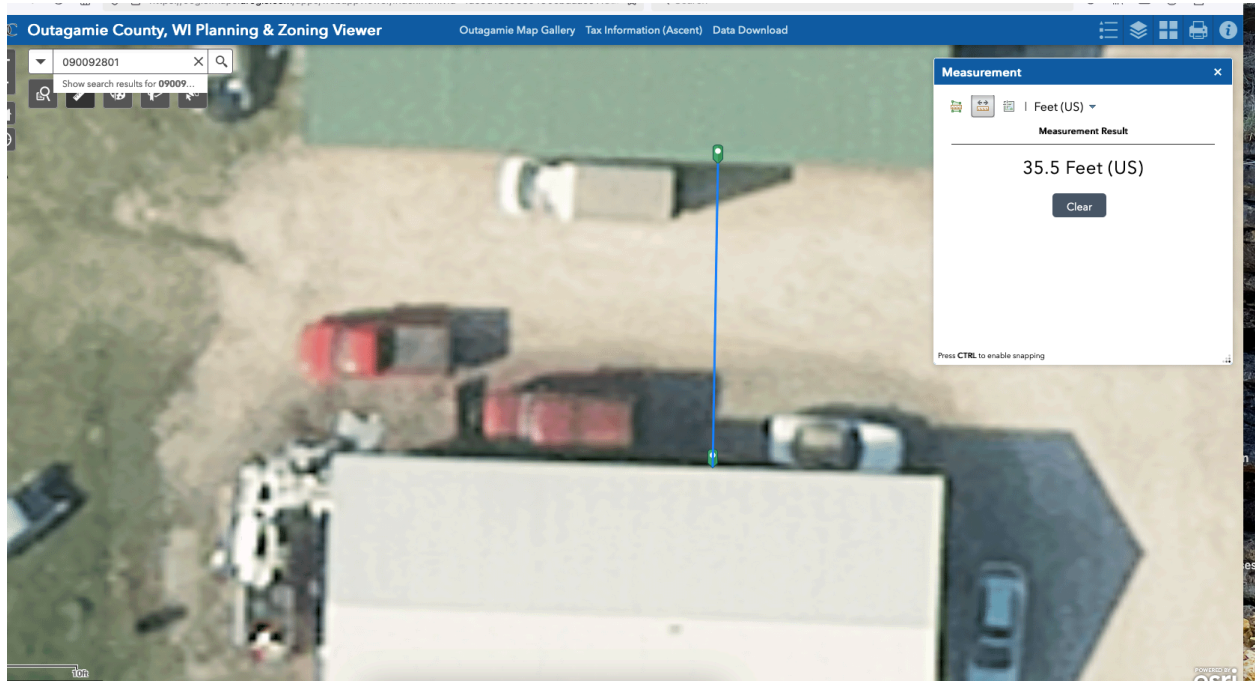 Outagamie County, WI Planning & Zoning Viewer
Outagamie Map Gallery Tax Information (Ascent) Data Download
090092801
Show search results for 09009...
Measurement
Feet (US)
Measurement Result
35.5 Feet (US)
Clear
Press CTRL to enable snapping
10ft
POWERED BY
esri